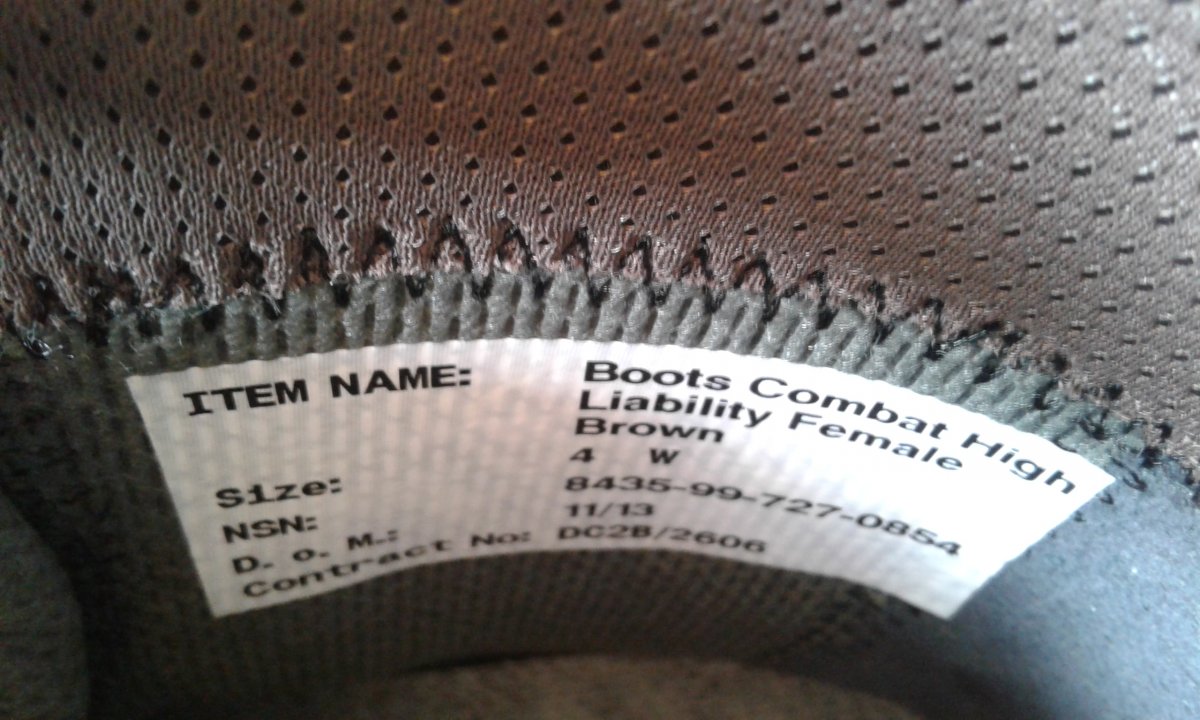 ITEM NAME: Boots Combat High
Liability Female
Brown
Size: 4 W
NSN: 8435-99-727-0854
D. o. M.: 11/13
Contract No: DC2B/2606